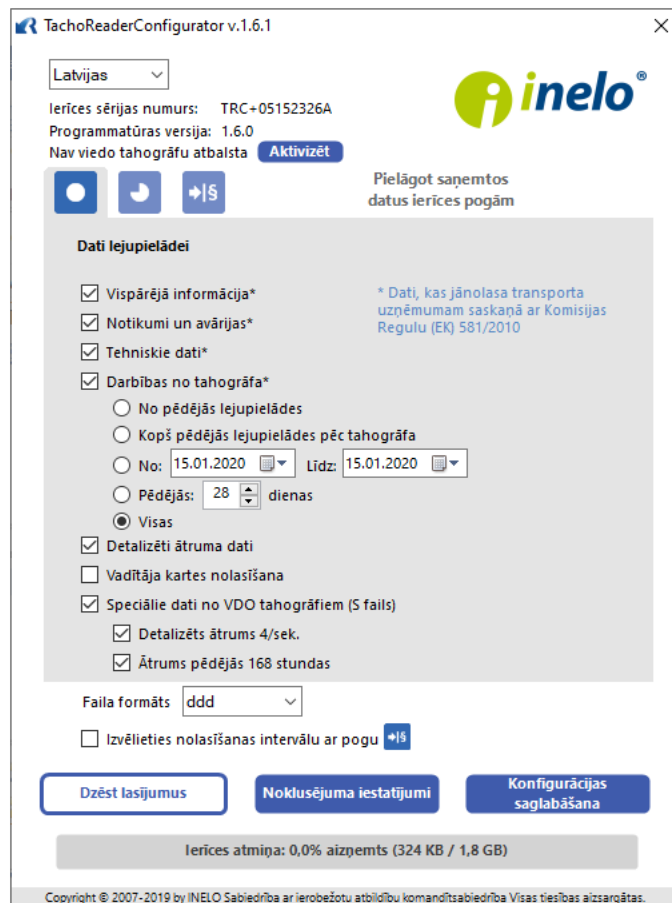 TachoReaderConfigurator v.1.6.1
Latvijas
inelo®
Ierīces sērijas numurs: TRC+05152326A
Programmatūras versija: 1.6.0
Nav viedo tahogrāfu atbalsta Aktivizēt
Pielāgot saņemtos
datus ierīces pogām
Dati lejupielādei
Vispārējā informācija*
* Dati, kas jānolasa transporta
uzņēmumam saskaņā ar Komisijas
Regulu (EK) 581/2010
Notikumi un avārijas*
Tehniskie dati*
Darbības no tahogrāfa*
No pēdējās lejupielādes
Kopš pēdējās lejupielādes pēc tahogrāfa
No: 15.01.2020 Līdz: 15.01.2020
Pēdējās: 28 dienas
Visas
Detalizēti ātruma dati
Vadītāja kartes nolasīšana
Speciālie dati no VDO tahogrāfiem (S fails)
Detalizēts ātrums 4/sek.
Ātrums pēdējās 168 stundas
Faila formāts ddd
Izvēlieties nolasīšanas intervālu ar pogu
Dzēst lasījumus
Noklusējuma iestatījumi
Konfigurācijas
saglabāšana
Ierīces atmiņa: 0,0% aizņemts (324 KB / 1,8 GB)
Copyright © 2007-2019 by INELO Sabiedrība ar ierobežotu atbildību komandītsabiedrība Visas tiesības aizsargātas.